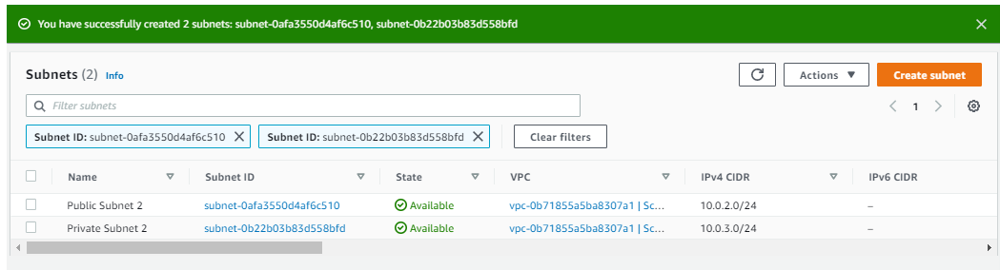 You have successfully created 2 subnets: subnet-0afa3550d4af6c510, subnet-0b22b03b83d558bfd
Subnets (2) Info
Actions
Create subnet
Filter subnets
1
Subnet ID: subnet-0afa3550d4af6c510
Subnet ID: subnet-0b22b03b83d558bfd
Clear filters
Name Subnet ID State VPC IPv4 CIDR IPv6 CIDR
Public Subnet 2 subnet-0afa3550d4af6c510 Available vpc-0b71855a5ba8307a1 | Sc... 10.0.2.0/24 –
Private Subnet 2 subnet-0b22b03b83d558bfd Available vpc-0b71855a5ba8307a1 | Sc... 10.0.3.0/24 –